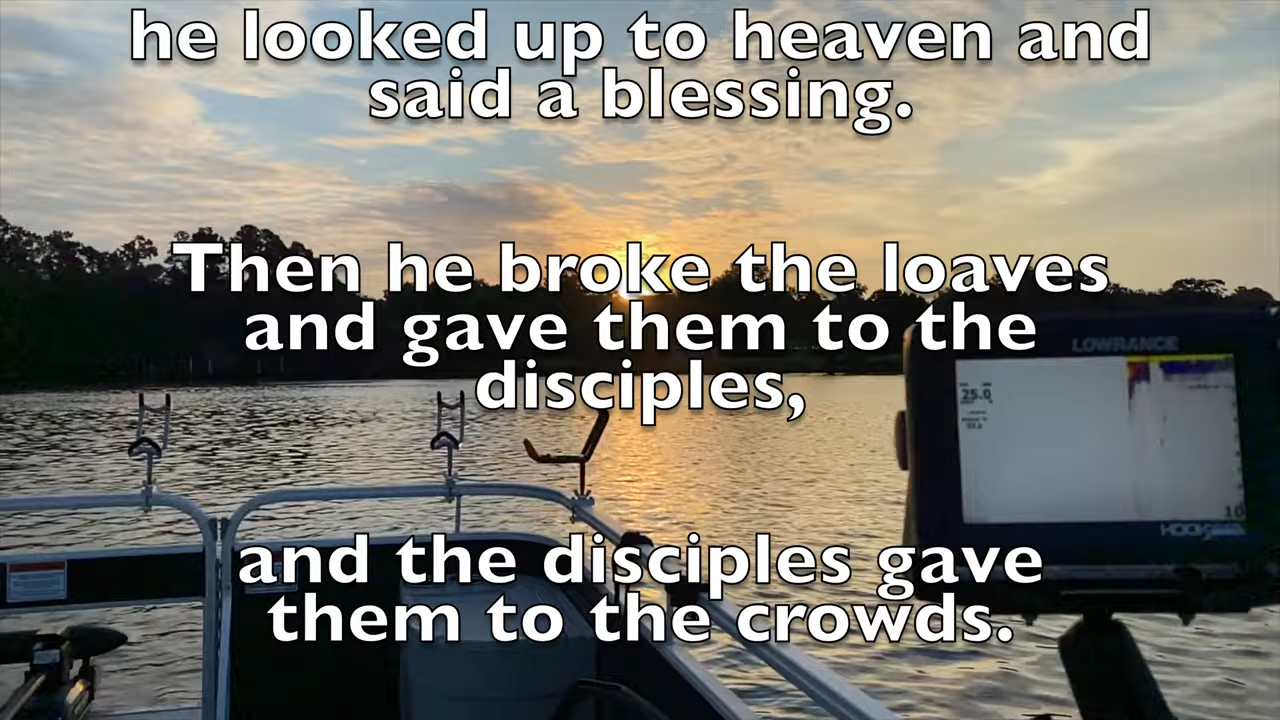 he looked up to heaven and
said a blessing.
Then he broke the loaves
and gave them to the
disciples,
LOWRANCE
25.0
10
HOOK
and the disciples gave
them to the crowds.